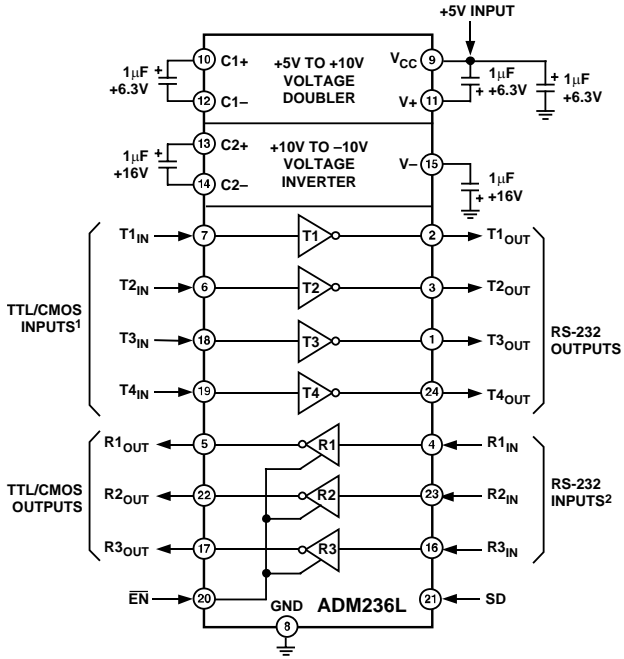 +5V INPUT
10 C1+ +5V TO +10V VOLTAGE DOUBLER VCC 9
1µF +6.3V +
12 C1– V+ 11
1µF + +6.3V
+ 1µF +6.3V
13 C2+ +10V TO –10V VOLTAGE INVERTER V– 15
1µF +16V +
14 C2–
1µF + +16V
T1IN 7 T1 2 T1OUT
T2IN 6 T2 3 T2OUT
TTL/CMOS INPUTS1
RS-232 OUTPUTS
T3IN 18 T3 1 T3OUT
T4IN 19 T4 24 T4OUT
R1OUT 5 R1 4 R1IN
TTL/CMOS OUTPUTS
R2OUT 22 R2 23 R2IN
RS-232 INPUTS2
R3OUT 17 R3 16 R3IN
EN 20 GND ADM236L 21 SD
8